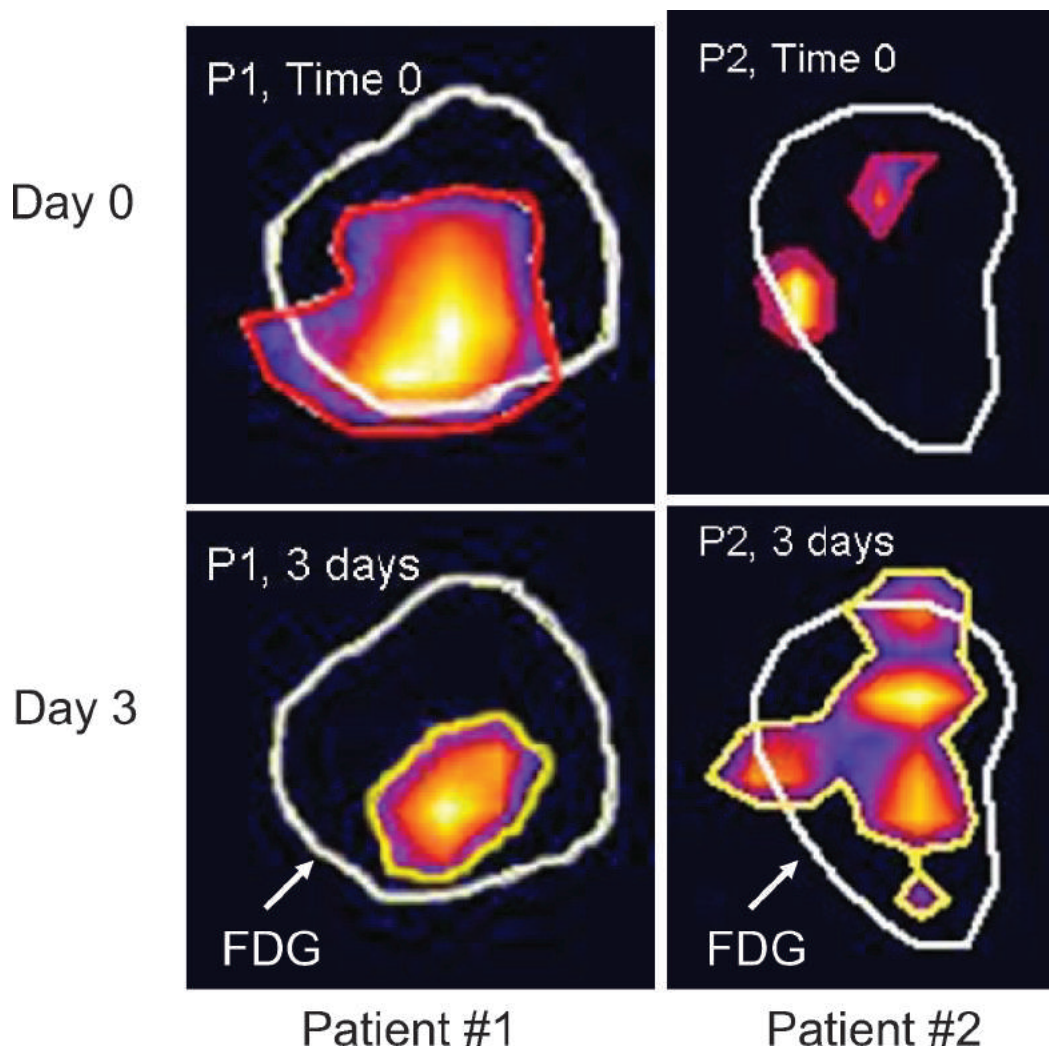 P1, Time 0
P2, Time 0
Day 0
P1, 3 days
P2, 3 days
Day 3
FDG
FDG
Patient #1
Patient #2